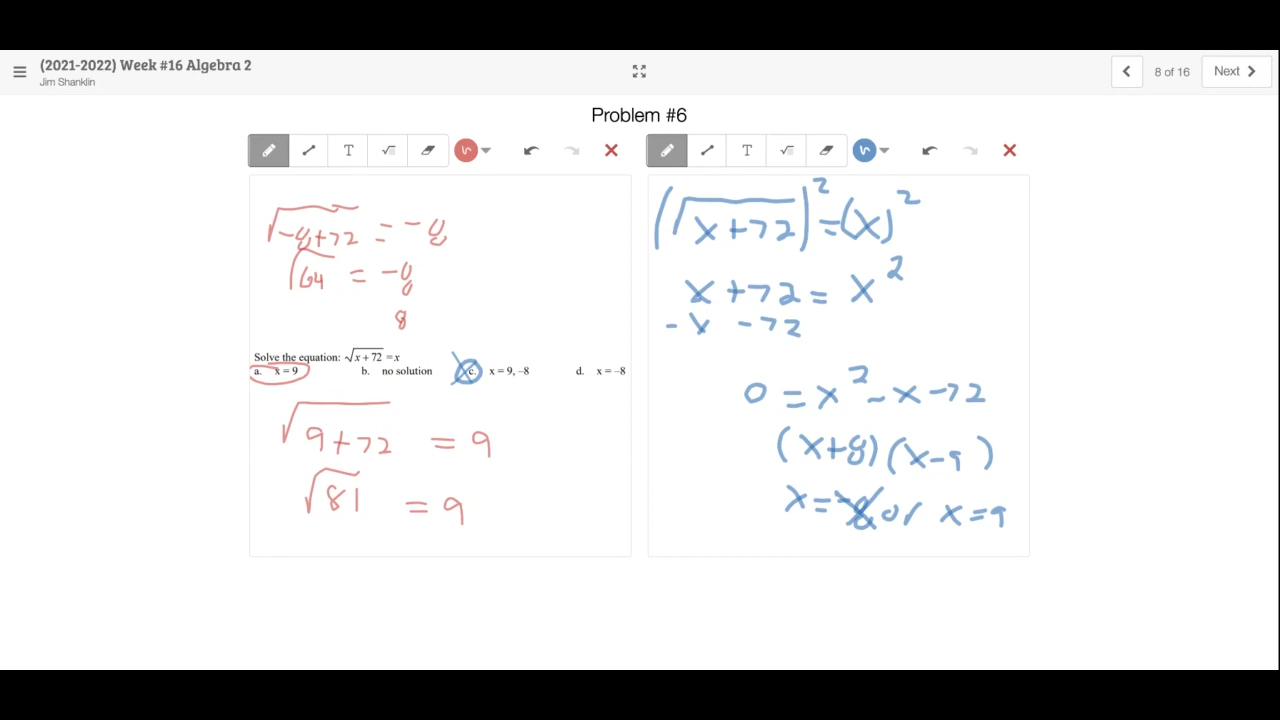 (2021-2022) Week #16 Algebra 2
Jim Shanklin
8 of 16
Next
Problem #6
√(-8+72) = -8
√64 = -8
8
Solve the equation: √(x + 72) = x
a. x = 9 b. no solution c. x = 9, –8 d. x = –8
√(9+72) = 9
√81 = 9
(√(x+72))² = (x)²
x+72 = x²
-x -72
0 = x² - x - 72
(x+8)(x-9)
x=-8 or x=9